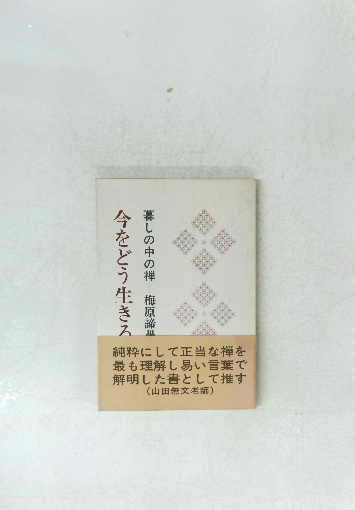 今をどう生きる
暮しの中の禅 梅原諦
純粋にして正当な禅を
最も理解し易い言葉で
解明した書として推す
(山田無文老師)